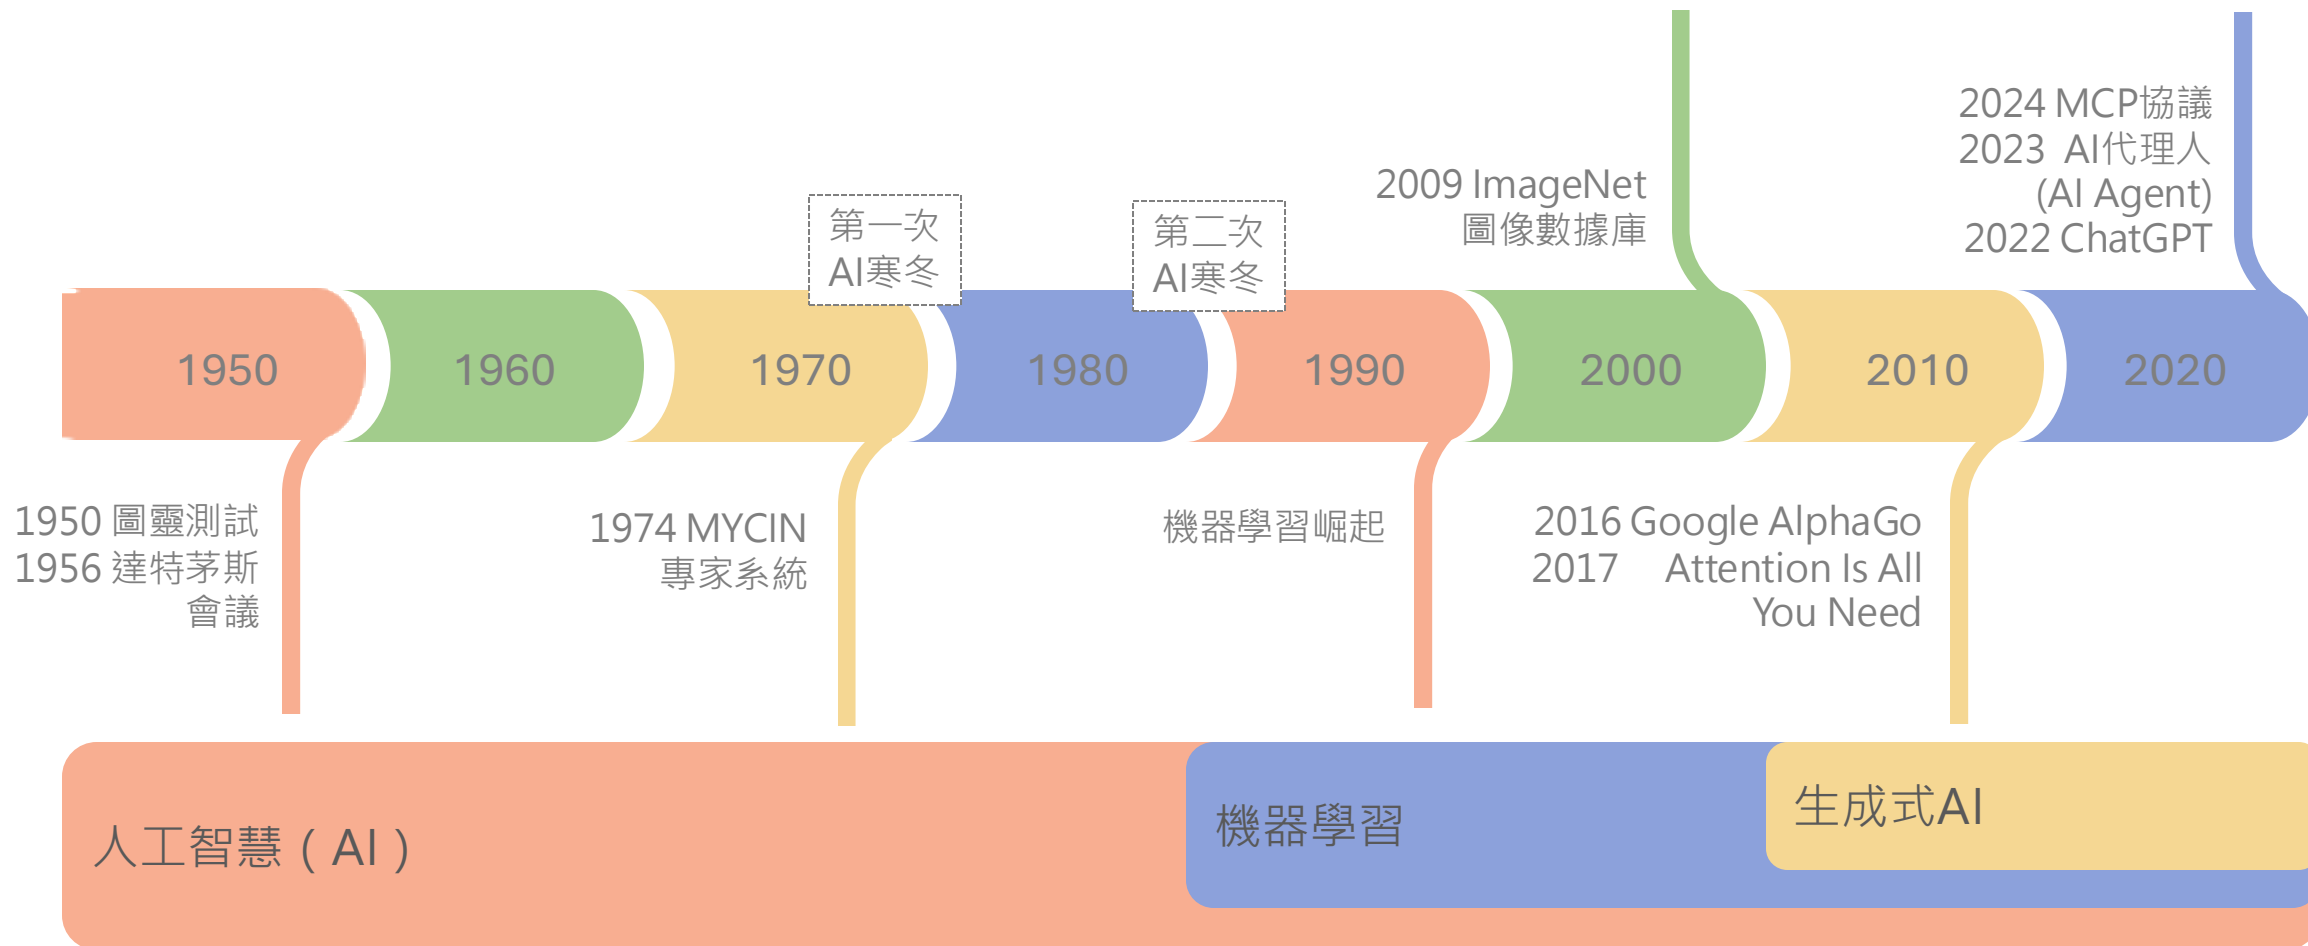 2024 MCP協議
2023 AI代理人
(AI Agent)
2022 ChatGPT
2009 ImageNet
圖像數據庫
第一次
AI寒冬
第二次
AI寒冬
1950
1960
1970
1980
1990
2000
2010
2020
1950 圖靈測試
1956 達特茅斯
會議
1974 MYCIN
專家系統
機器學習崛起
2016 Google AlphaGo
2017 Attention Is All
You Need
人工智慧（AI）
機器學習
生成式AI